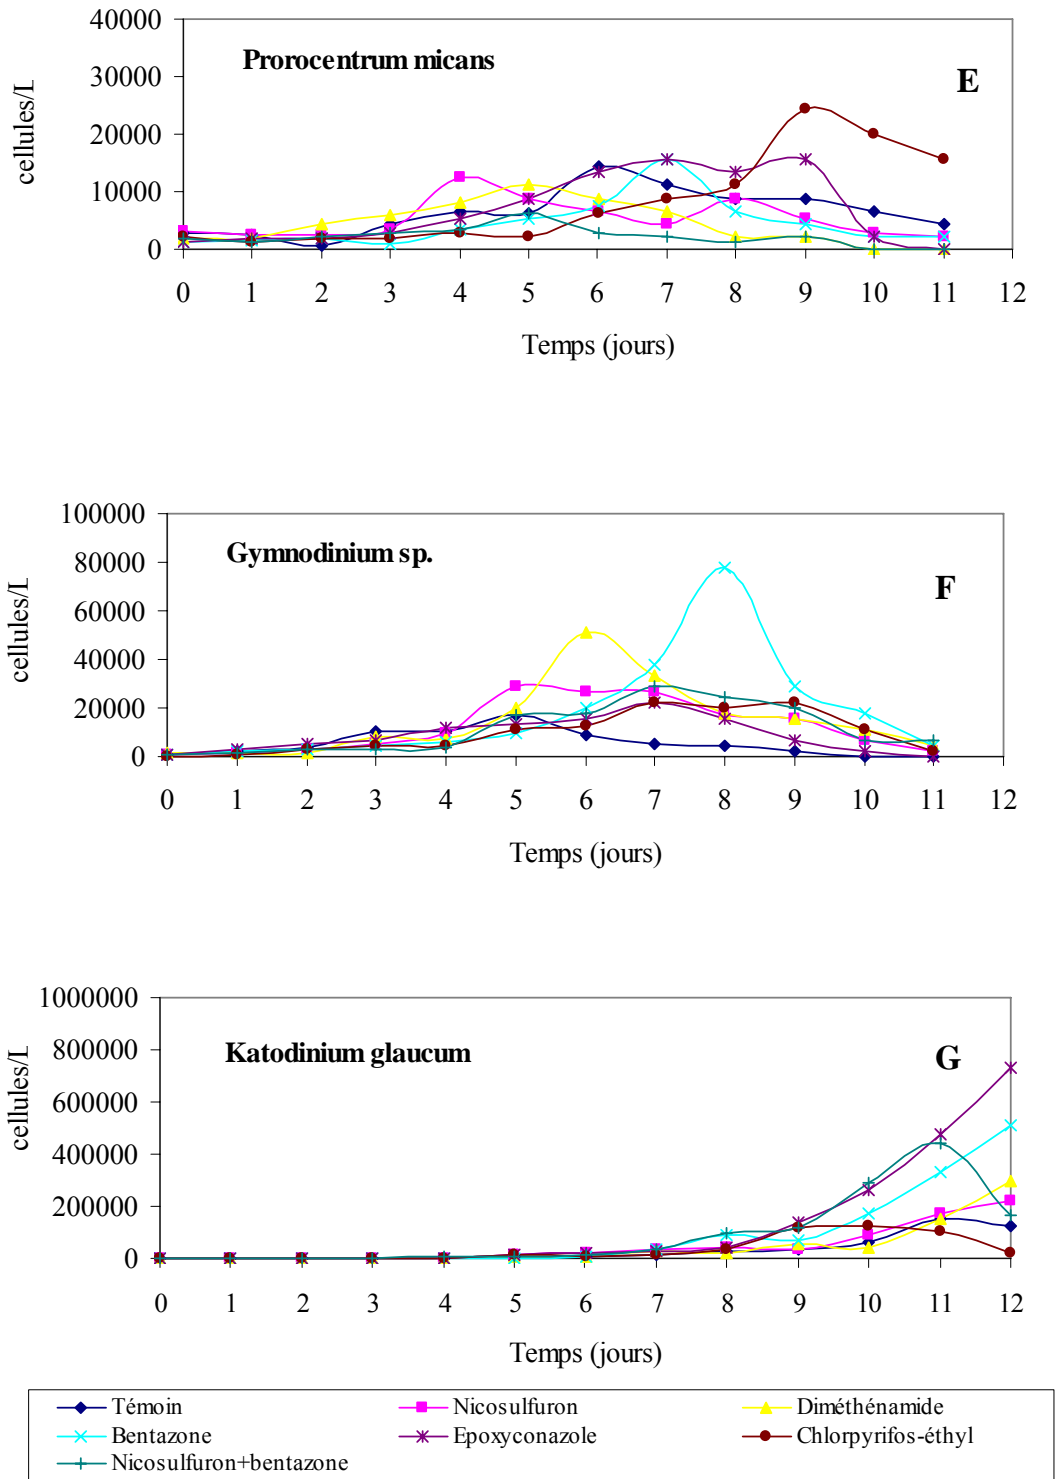 Prorocentrum micans
E
cellules/L
40000
30000
20000
10000
0
0 1 2 3 4 5 6 7 8 9 10 11 12
Temps (jours)
Gymnodinium sp.
F
cellules/L
100000
80000
60000
40000
20000
0
0 1 2 3 4 5 6 7 8 9 10 11 12
Temps (jours)
Katodinium glaucum
G
cellules/L
1000000
800000
600000
400000
200000
0
0 1 2 3 4 5 6 7 8 9 10 11 12
Temps (jours)
Témoin Nicosulfuron Diméthénamide
Bentazone Epoxyconazole Chlorpyrifos-éthyl
Nicosulfuron+bentazone